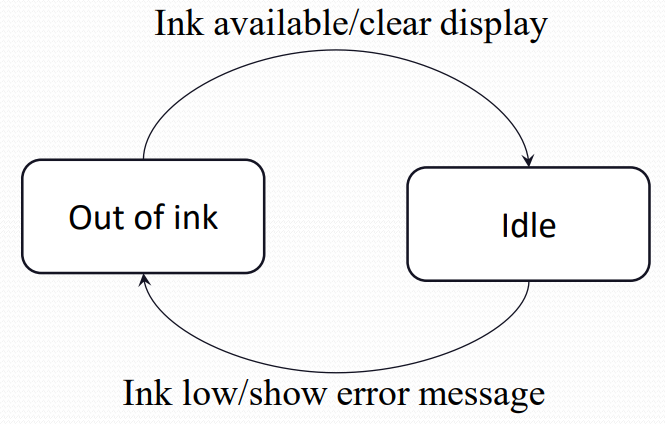 Ink available/clear display
Out of ink
Idle
Ink low/show error message